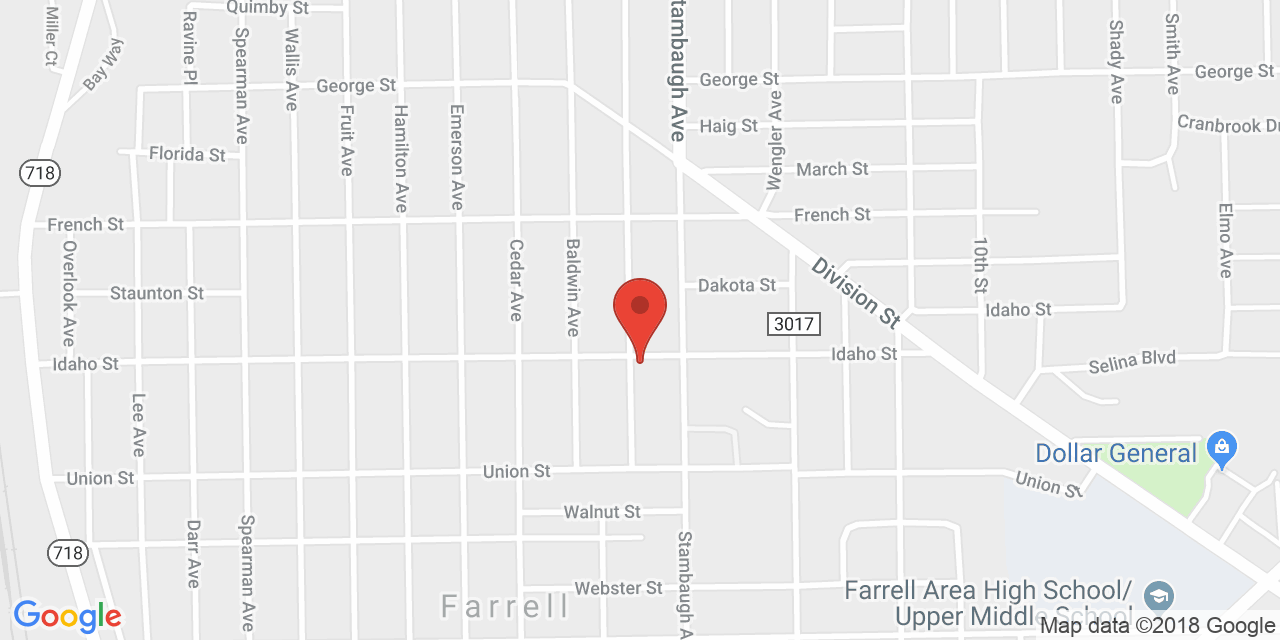 Quimby St
Miller Ct
Ravine Pl
Spearman Ave
Wallis Ave
Bay Way
Stambaugh Ave
George St
George St
George St
Shady Ave
Smith Ave
Fruit Ave
Hamilton Ave
Emerson Ave
Wengler Ave
Haig St
Cranbrook Dr
Florida St
718
March St
French St
French St
Overlook Ave
Cedar Ave
Baldwin Ave
Elmo Ave
10th St
Division St
Staunton St
Dakota St
Idaho St
3017
Idaho St
Idaho St
Selina Blvd
Lee Ave
Dollar General
Union St
Union St
Union St
Walnut St
Darr Ave
Spearman Ave
Stambaugh A
718
Webster St
Farrell
Farrell Area High School/
Upper Middle School
Google
Map data ©2018 Google